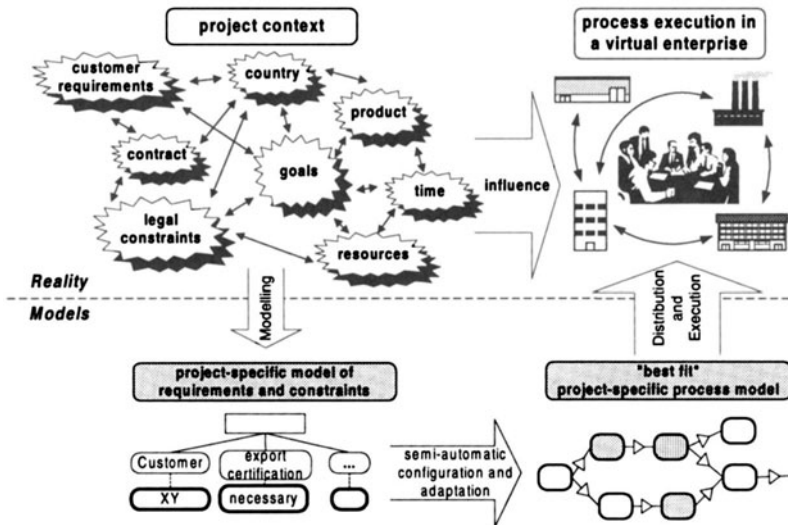 project context
process execution in
a virtual enterprise
customer
requirements
country
product
contract
goals
time
legal
constraints
resources
influence
Reality
Models
Modelling
Distribution
and
Execution
project-specific model of
requirements and constraints
"best fit"
project-specific process model
Customer
export
certification
...
XY
necessary
semi-automatic
configuration and
adaptation